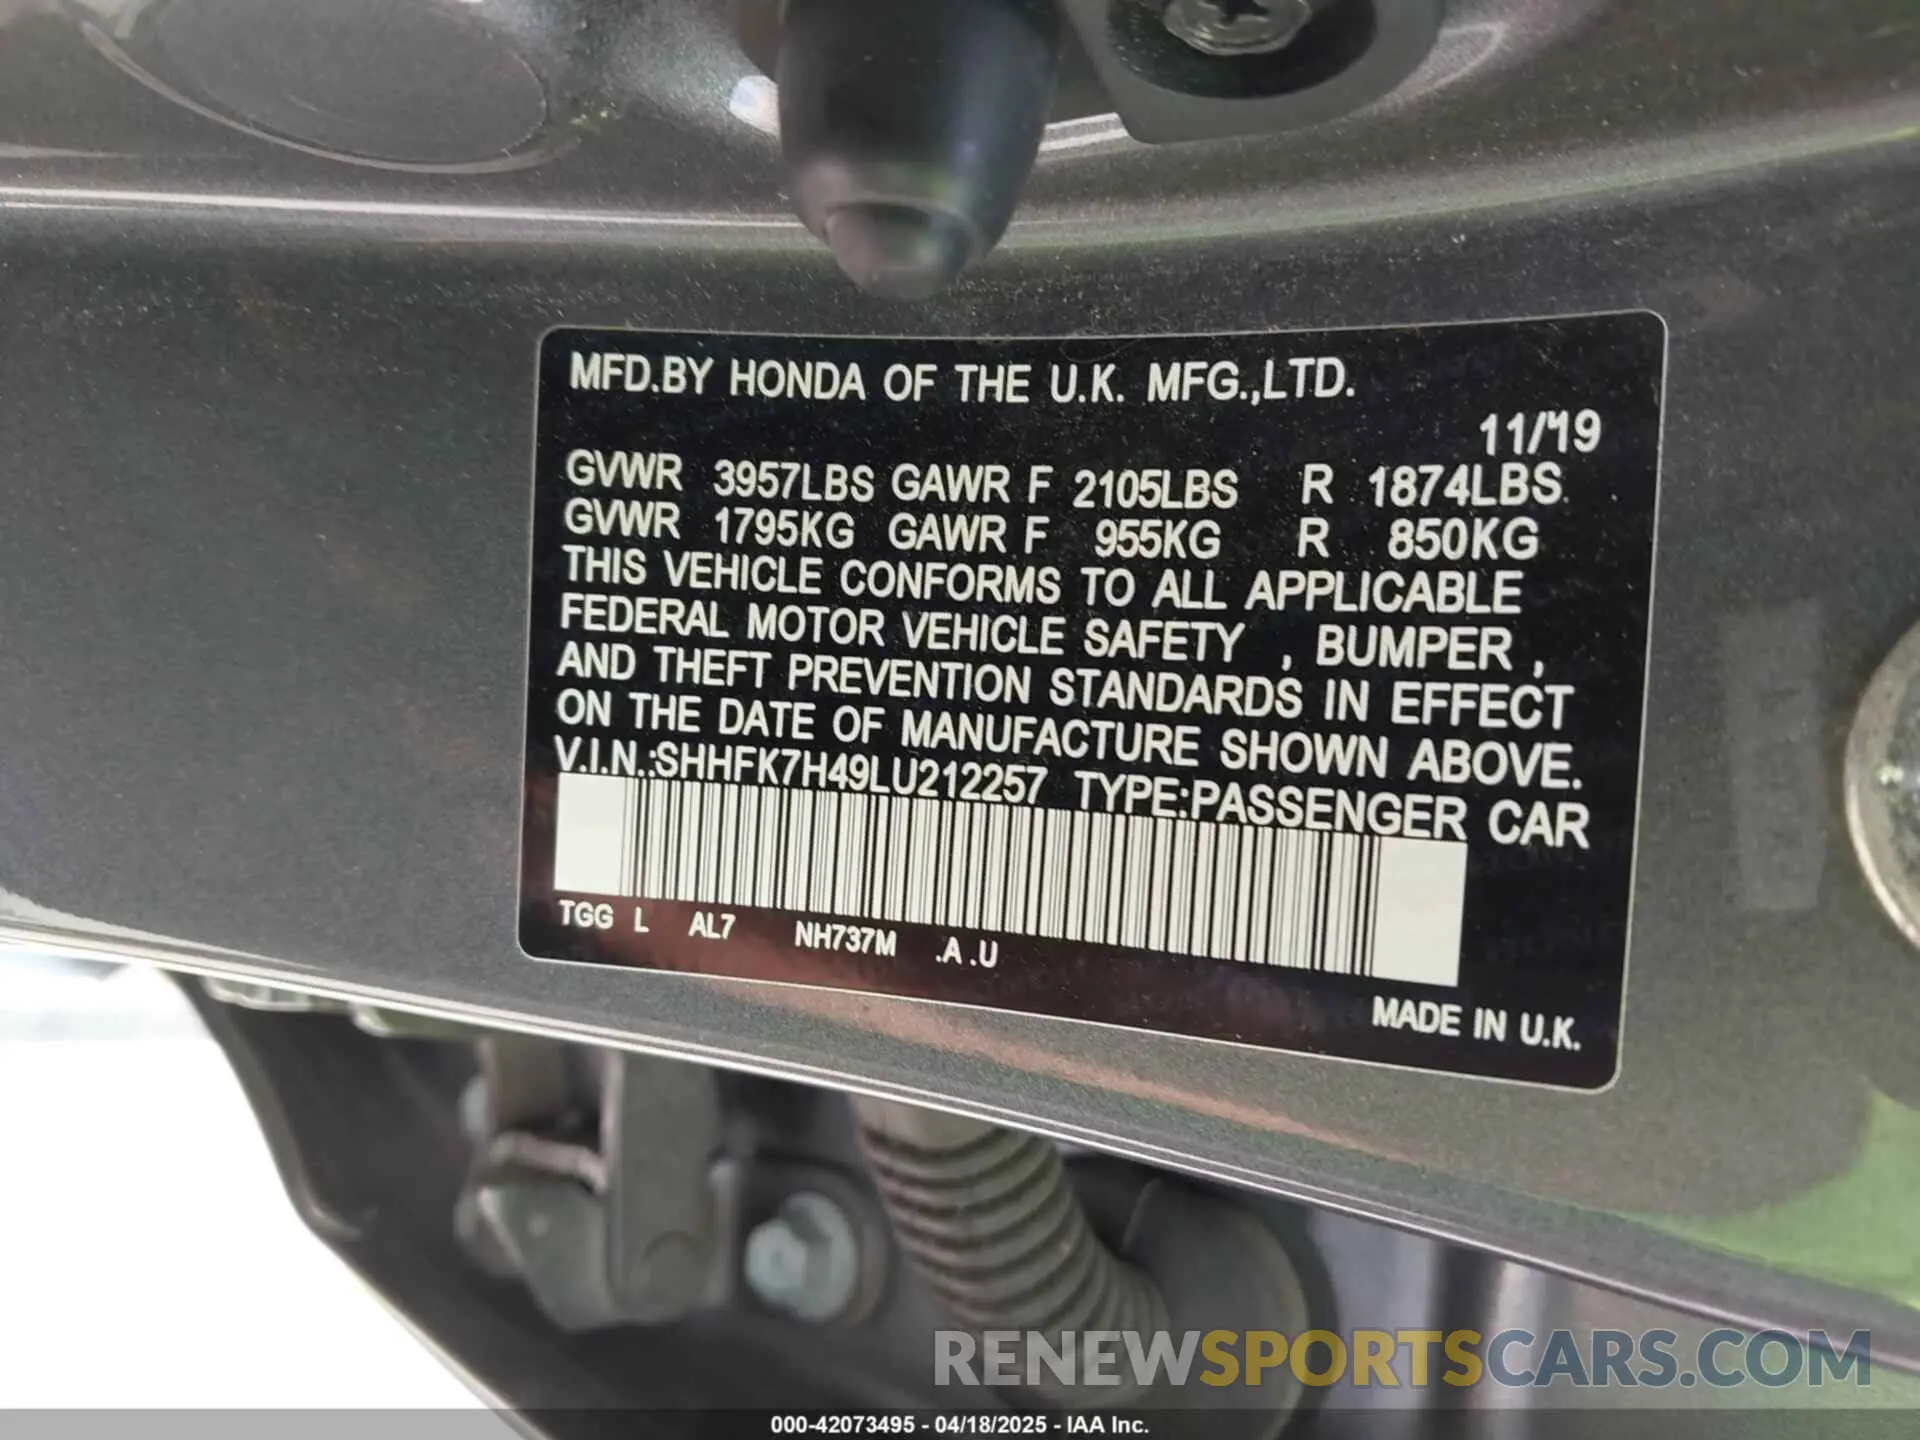 MFD.BY HONDA OF THE U.K. MFG.,LTD.
11/'19
GVWR 3957LBS GAWR F 2105LBS R 1874LBS
GVWR 1795KG GAWR F 955KG R 850KG
THIS VEHICLE CONFORMS TO ALL APPLICABLE
FEDERAL MOTOR VEHICLE SAFETY , BUMPER ,
AND THEFT PREVENTION STANDARDS IN EFFECT
ON THE DATE OF MANUFACTURE SHOWN ABOVE.
V.I.N.:SHHFK7H49LU212257 TYPE:PASSENGER CAR
TGG L AL7 NH737M .A .U
MADE IN U.K.
RENEWSPORTSCARS.COM
000-42073495 - 04/18/2025 - IAA Inc.